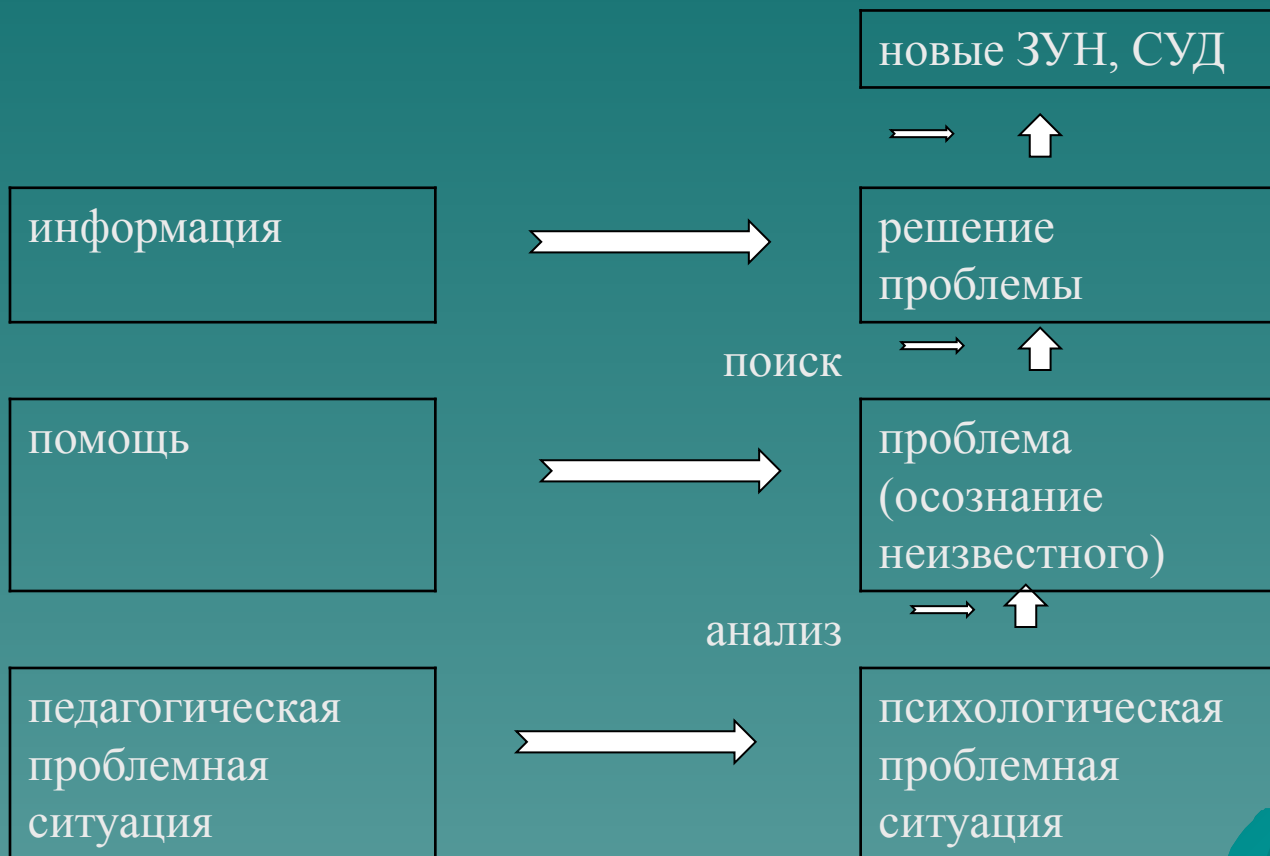 новые ЗУН, СУД
информация
решение
проблемы
поиск
помощь
проблема
(осознание
неизвестного)
анализ
педагогическая
проблемная
ситуация
психологическая
проблемная
ситуация